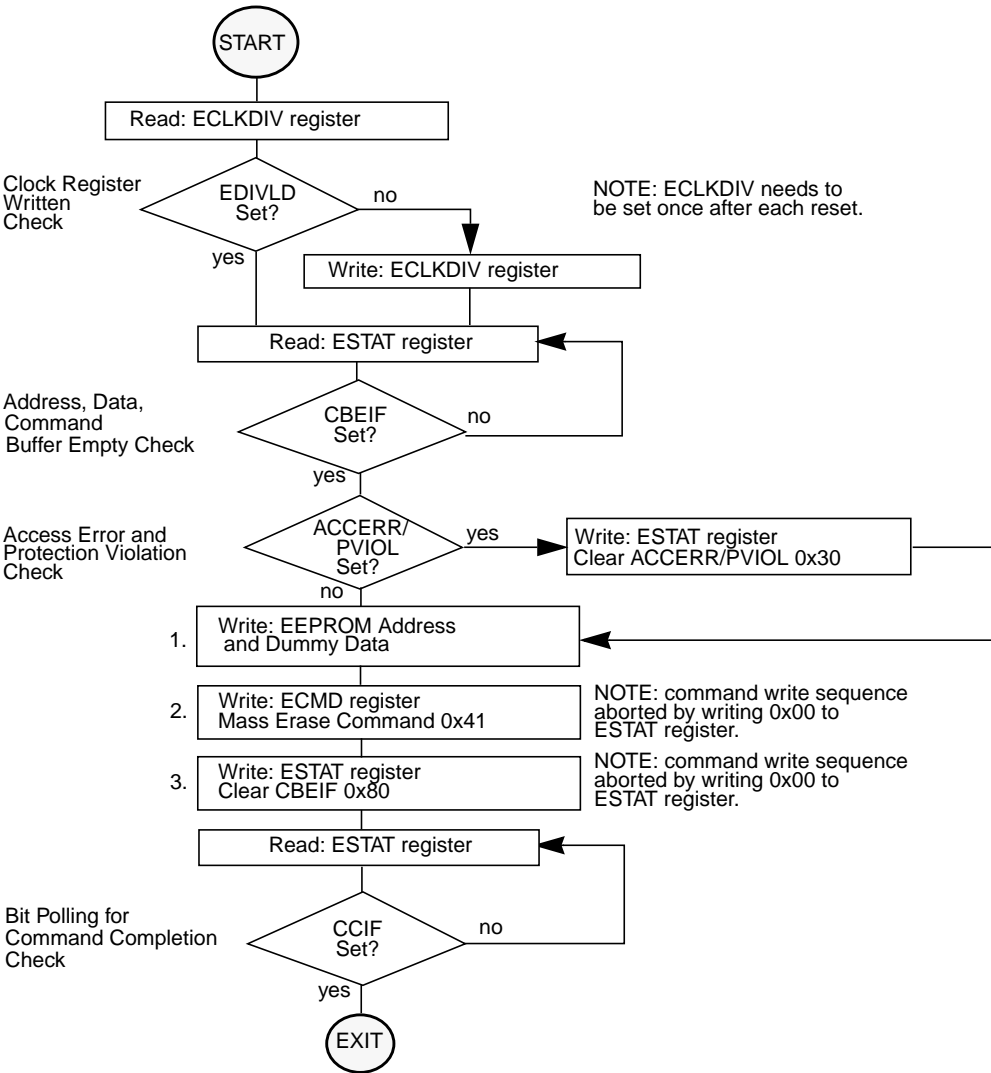 START
Read: ECLKDIV register
Clock Register
Written
Check
EDIVLD
Set?
no
yes
NOTE: ECLKDIV needs to
be set once after each reset.
Write: ECLKDIV register
Read: ESTAT register
Address, Data,
Command
Buffer Empty Check
CBEIF
Set?
no
yes
Access Error and
Protection Violation
Check
ACCERR/
PVIOL
Set?
yes
no
Write: ESTAT register
Clear ACCERR/PVIOL 0x30
1.
Write: EEPROM Address
and Dummy Data
2.
Write: ECMD register
Mass Erase Command 0x41
NOTE: command write sequence
aborted by writing 0x00 to
ESTAT register.
3.
Write: ESTAT register
Clear CBEIF 0x80
NOTE: command write sequence
aborted by writing 0x00 to
ESTAT register.
Read: ESTAT register
Bit Polling for
Command Completion
Check
CCIF
Set?
no
yes
EXIT